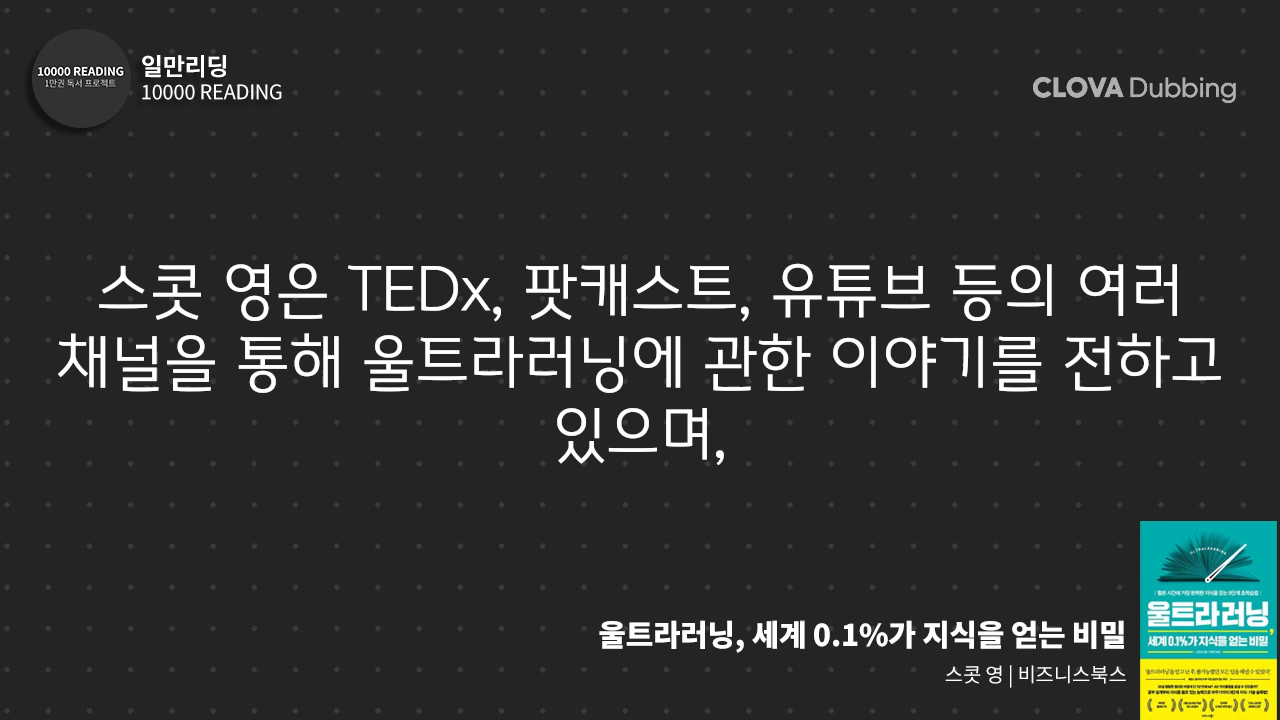 10000 READING
1만권 독서 프로젝트
일만리딩
10000 READING
CLOVA Dubbing
스콧 영은 TEDx, 팟캐스트, 유튜브 등의 여러
채널을 통해 울트라러닝에 관한 이야기를 전하고
있으며,
울트라러닝, 세계 0.1%가 지식을 얻는 비밀
스콧 영 | 비즈니스북스
ULTRALEARNING
울트라러닝,
세계 0.1%가 지식을 얻는 비밀